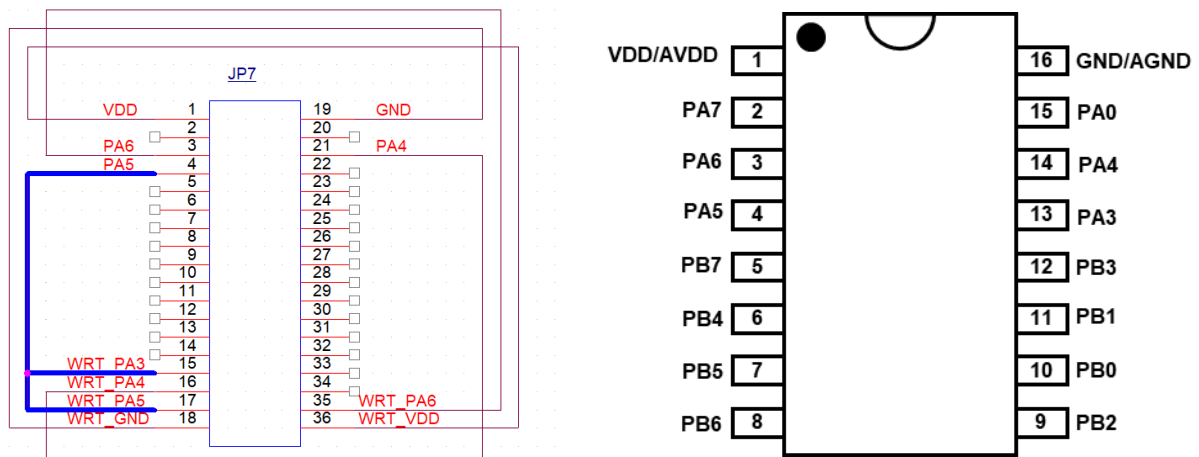 JP7
VDD 1 19 GND
2 20
PA6 3 21 PA4
PA5 4 22
5 23
6 24
7 25
8 26
9 27
10 28
11 29
12 30
13 31
14 32
WRT_PA3 15 33
WRT_PA4 16 34
WRT_PA5 17 35 WRT_PA6
WRT_GND 18 36 WRT_VDD
VDD/AVDD 1 16 GND/AGND
PA7 2 15 PA0
PA6 3 14 PA4
PA5 4 13 PA3
PB7 5 12 PB3
PB4 6 11 PB1
PB5 7 10 PB0
PB6 8 9 PB2